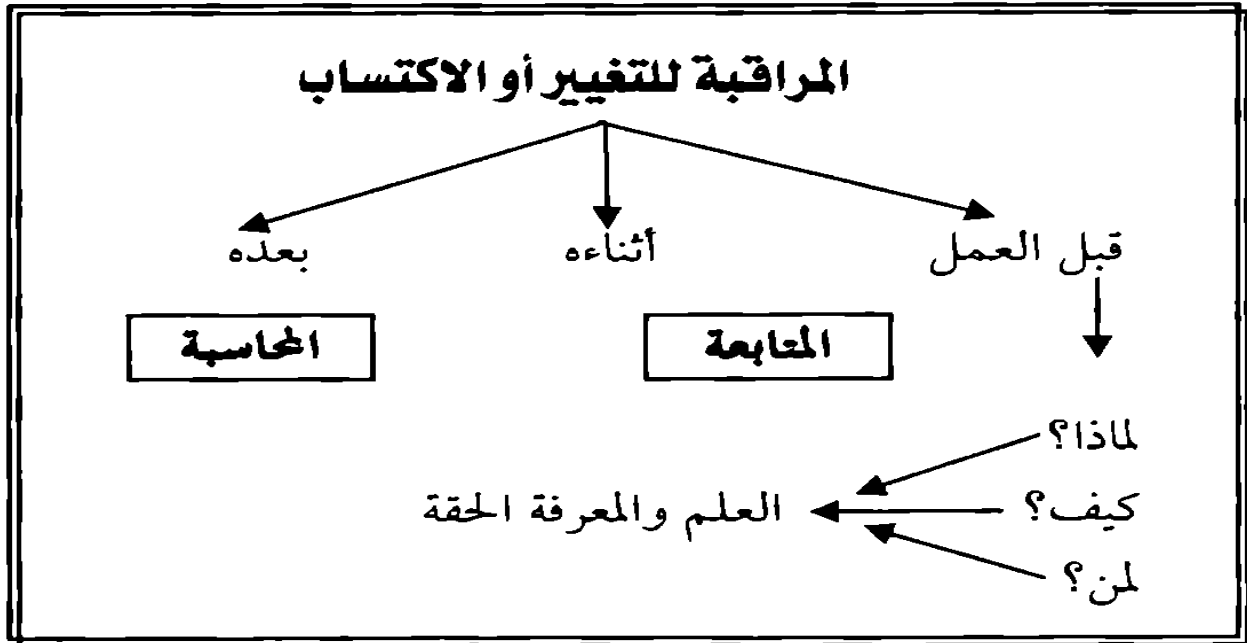 المراقبة للتغيير أو الاكتساب
قبل العمل أثناءه بعده
المتابعة المحاسبة
لماذا؟
كيف؟ العلم والمعرفة الحقة
لمن؟